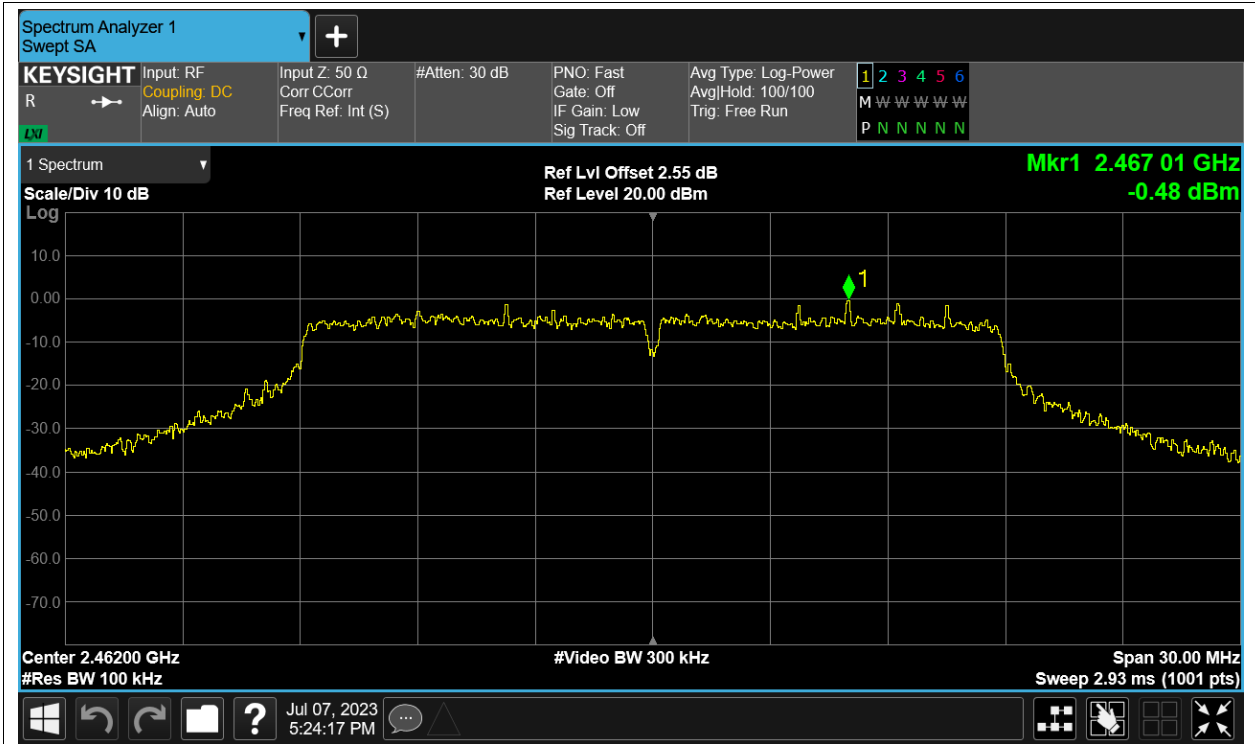 Spectrum Analyzer 1
Swept SA
KEYSIGHT
R
LXI
Input: RF
Coupling: DC
Align: Auto
Input Z: 50 Ω
Corr CCorr
Freq Ref: Int (S)
#Atten: 30 dB
PNO: Fast
Gate: Off
IF Gain: Low
Sig Track: Off
Avg Type: Log-Power
Avg|Hold: 100/100
Trig: Free Run
1 2 3 4 5 6
M W W W W W
P N N N N N
1 Spectrum
Scale/Div 10 dB
Log
Ref Lvl Offset 2.55 dB
Ref Level 20.00 dBm
Mkr1 2.467 01 GHz
-0.48 dBm
1
10.0
0.00
-10.0
-20.0
-30.0
-40.0
-50.0
-60.0
-70.0
Center 2.46200 GHz
#Res BW 100 kHz
#Video BW 300 kHz
Span 30.00 MHz
Sweep 2.93 ms (1001 pts)
?
Jul 07, 2023
5:24:17 PM